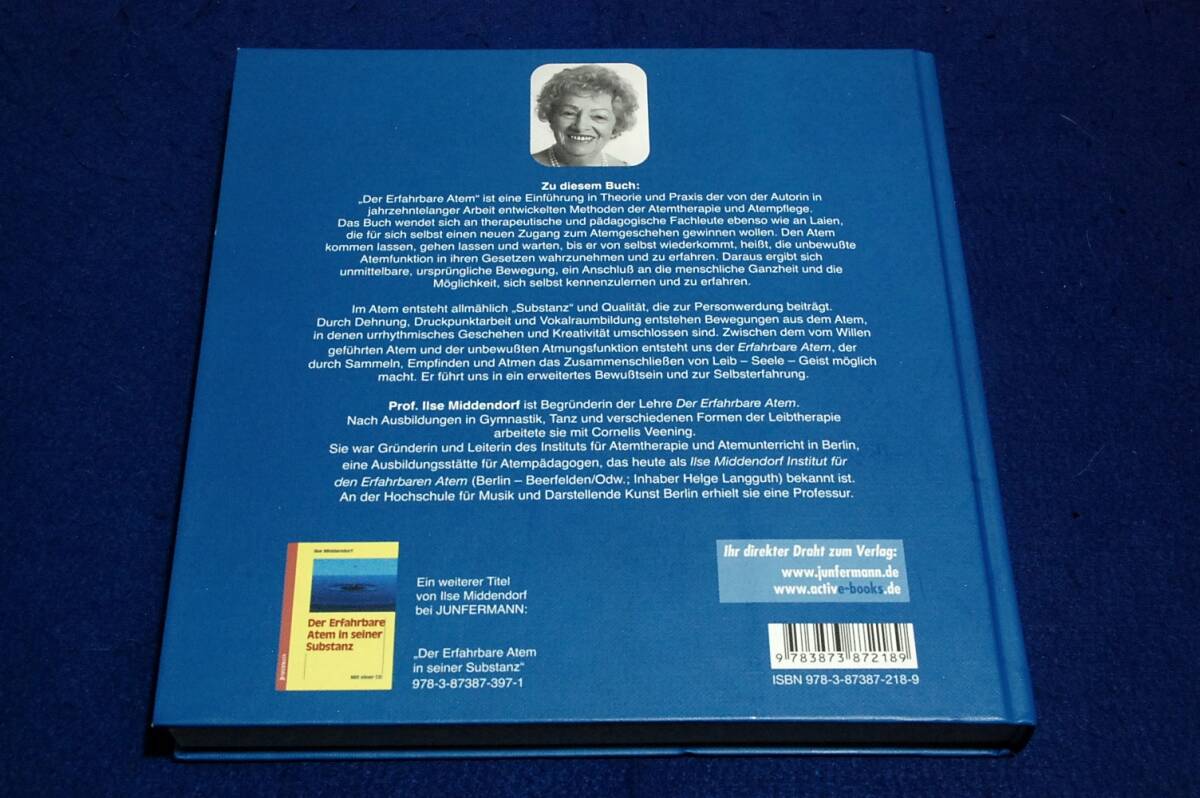 Zu diesem Buch:
„Der Erfahrbare Atem“ ist eine Einführung in Theorie und Praxis der von der Autorin in
jahrzehntelanger Arbeit entwickelten Methoden der Atemtherapie und Atempflege.
Das Buch wendet sich an therapeutische und pädagogische Fachleute ebenso wie an Laien,
die für sich selbst einen neuen Zugang zum Atemgeschehen gewinnen wollen. Den Atem
kommen lassen, gehen lassen und warten, bis er von selbst wiederkommt, heißt, die unbewußte
Atemfunktion in ihren Gesetzen wahrzunehmen und zu erfahren. Daraus ergibt sich
unmittelbare, ursprüngliche Bewegung, ein Anschluß an die menschliche Ganzheit und die
Möglichkeit, sich selbst kennenzulernen und zu erfahren.
Im Atem entsteht allmählich „Substanz“ und Qualität, die zur Personwerdung beiträgt.
Durch Dehnung, Druckpunktarbeit und Vokalraumbildung entstehen Bewegungen aus dem Atem,
in denen urrhythmisches Geschehen und Kreativität umschlossen sind. Zwischen dem vom Willen
geführten Atem und der unbewußten Atmungsfunktion entsteht uns der Erfahrbare Atem, der
durch Sammeln, Empfinden und Atmen das Zusammenschließen von Leib – Seele – Geist möglich
macht. Er führt uns in ein erweitertes Bewußtsein und zur Selbsterfahrung.
Prof. Ilse Middendorf ist Begründerin der Lehre Der Erfahrbare Atem.
Nach Ausbildungen in Gymnastik, Tanz und verschiedenen Formen der Leibtherapie
arbeitete sie mit Cornelis Veening.
Sie war Gründerin und Leiterin des Instituts für Atemtherapie und Atemunterricht in Berlin,
eine Ausbildungsstätte für Atempädagogen, das heute als Ilse Middendorf Institut für
den Erfahrbaren Atem (Berlin – Beerfelden/Odw.; Inhaber Helge Langguth) bekannt ist.
An der Hochschule für Musik und Darstellende Kunst Berlin erhielt sie eine Professur.
Ilse Middendorf
Der Erfahrbare
Atem in seiner
Substanz
Mit einer CD
Ein weiterer Titel
von Ilse Middendorf
bei JUNFERMANN:
„Der Erfahrbare Atem
in seiner Substanz“
978-3-87387-397-1
Ihr direkter Draht zum Verlag:
www.junfermann.de
www.active-books.de
9 783873 872189
ISBN 978-3-87387-218-9